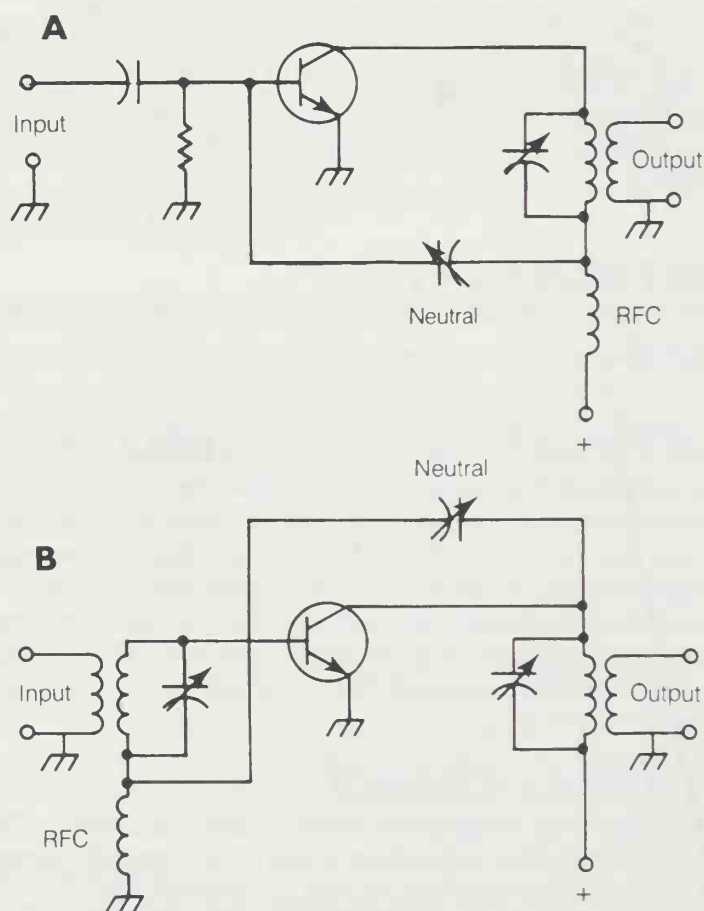 A
Input
Output
Neutral
RFC
+
Neutral
B
Input
Output
RFC
+